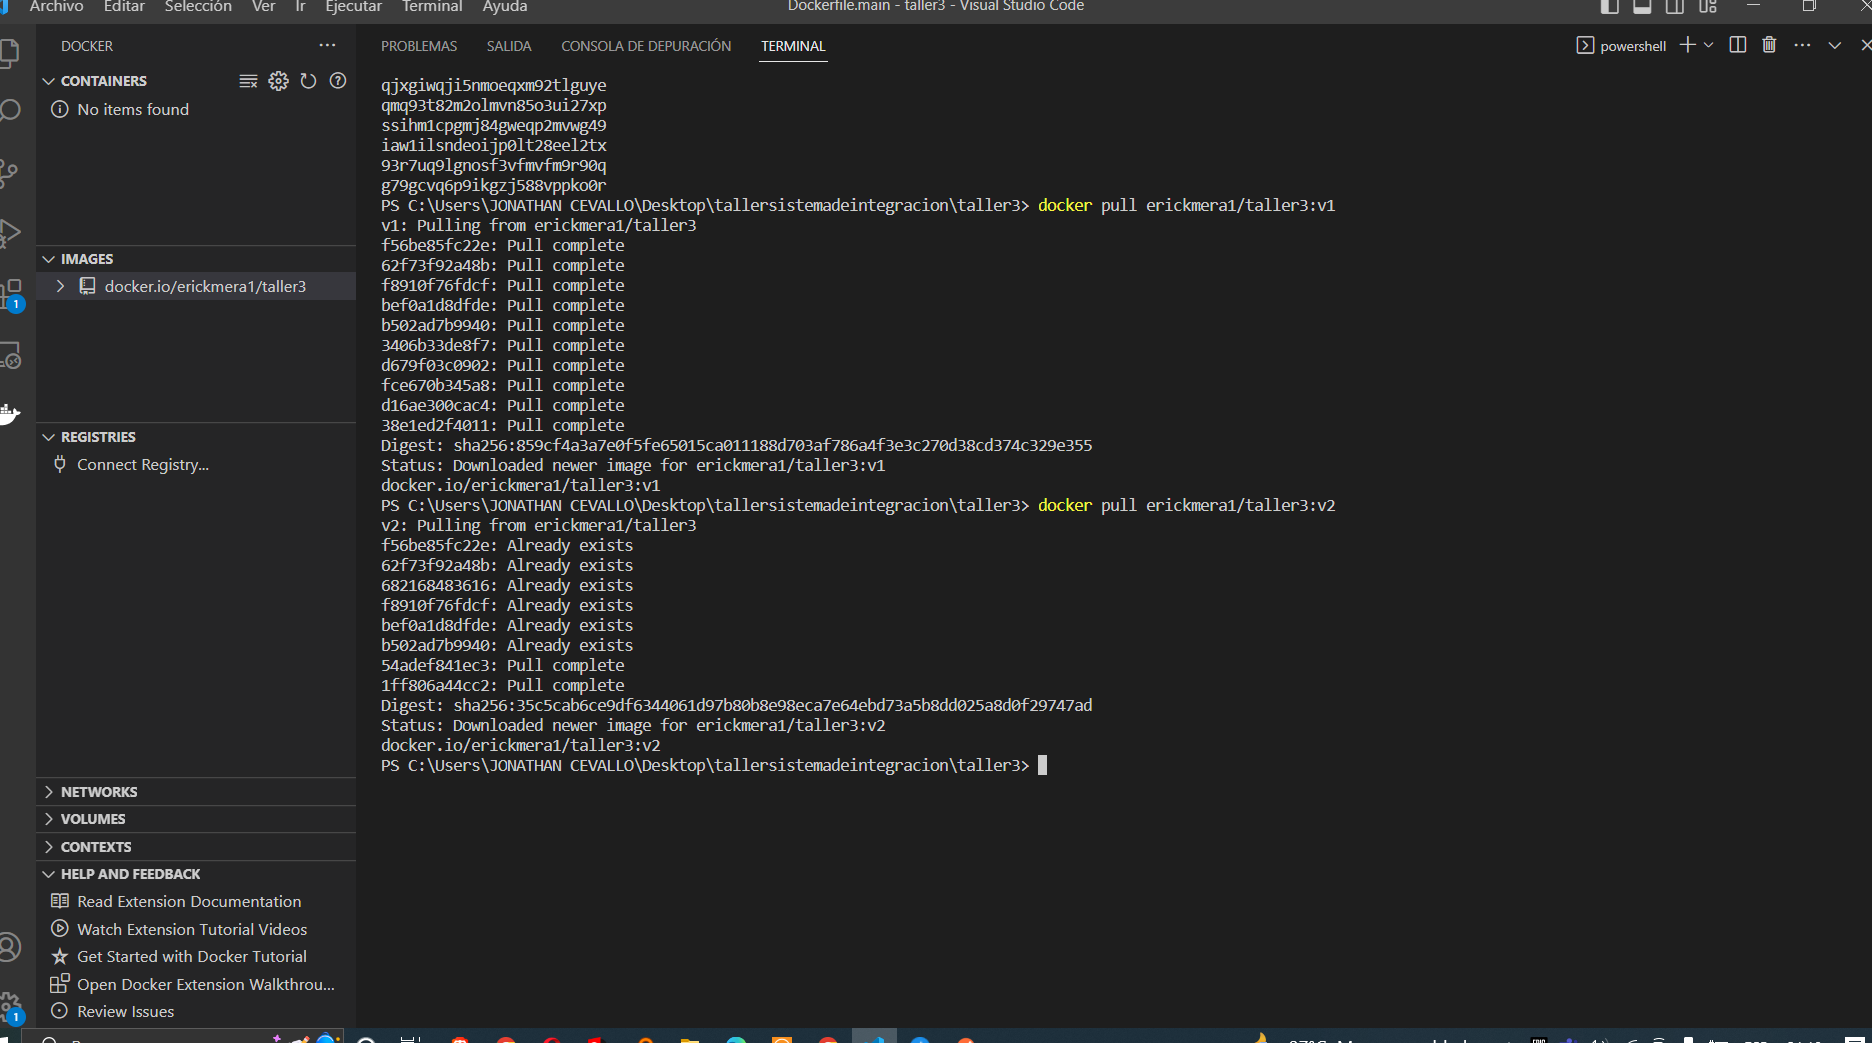 Archivo Editar Selección Ver Ir Ejecutar Terminal Ayuda
Dockerfile.main - taller3 - Visual Studio Code
DOCKER
CONTAINERS
No items found
IMAGES
docker.io/erickmera1/taller3
REGISTRIES
Connect Registry...
NETWORKS
VOLUMES
CONTEXTS
HELP AND FEEDBACK
Read Extension Documentation
Watch Extension Tutorial Videos
Get Started with Docker Tutorial
Open Docker Extension Walkthrou...
Review Issues
1
1
PROBLEMAS SALIDA CONSOLA DE DEPURACIÓN TERMINAL
powershell
qjxgiwqji5nmoeqxm92tlguye
qmq93t82m2olmvn85o3ui27xp
ssihm1cpgmj84gweqp2mvwg49
iaw1ilsndeoijp0lt28eel2tx
93r7uq9lgnosf3vfmvfm9r90q
g79gcvq6p9ikgzj588vppko0r
PS C:\Users\JONATHAN CEVALLO\Desktop\tallersistemadeintegracion\taller3> docker pull erickmera1/taller3:v1
v1: Pulling from erickmera1/taller3
f56be85fc22e: Pull complete
62f73f92a48b: Pull complete
f8910f76fdcf: Pull complete
bef0a1d8dfde: Pull complete
b502ad7b9940: Pull complete
3406b33de8f7: Pull complete
d679f03c0902: Pull complete
fce670b345a8: Pull complete
d16ae300cac4: Pull complete
38e1ed2f4011: Pull complete
Digest: sha256:859cf4a3a7e0f5fe65015ca011188d703af786a4f3e3c270d38cd374c329e355
Status: Downloaded newer image for erickmera1/taller3:v1
docker.io/erickmera1/taller3:v1
PS C:\Users\JONATHAN CEVALLO\Desktop\tallersistemadeintegracion\taller3> docker pull erickmera1/taller3:v2
v2: Pulling from erickmera1/taller3
f56be85fc22e: Already exists
62f73f92a48b: Already exists
682168483616: Already exists
f8910f76fdcf: Already exists
bef0a1d8dfde: Already exists
b502ad7b9940: Already exists
54adef841ec3: Pull complete
1ff806a44cc2: Pull complete
Digest: sha256:35c5cab6ce9df6344061d97b80b8e98eca7e64ebd73a5b8dd025a8d0f29747ad
Status: Downloaded newer image for erickmera1/taller3:v2
docker.io/erickmera1/taller3:v2
PS C:\Users\JONATHAN CEVALLO\Desktop\tallersistemadeintegracion\taller3>